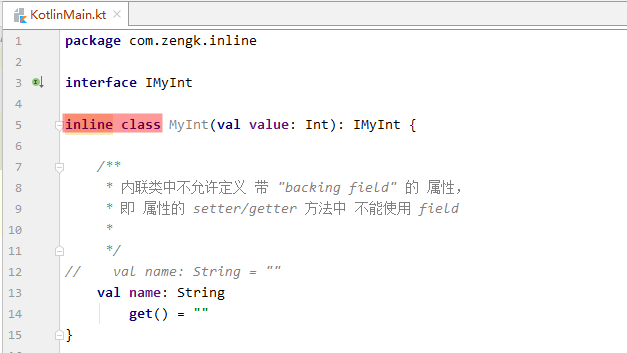 KotlinMain.kt
1 package com.zengk.inline
2
3 interface IMyInt
4
5 inline class MyInt(val value: Int): IMyInt {
6
7 /**
8 * 内联类中不允许定义 带 "backing field" 的 属性,
9 * 即 属性的 setter/getter 方法中 不能使用 field
10 *
11 */
12 // val name: String = ""
13 val name: String
14 get() = ""
15 }